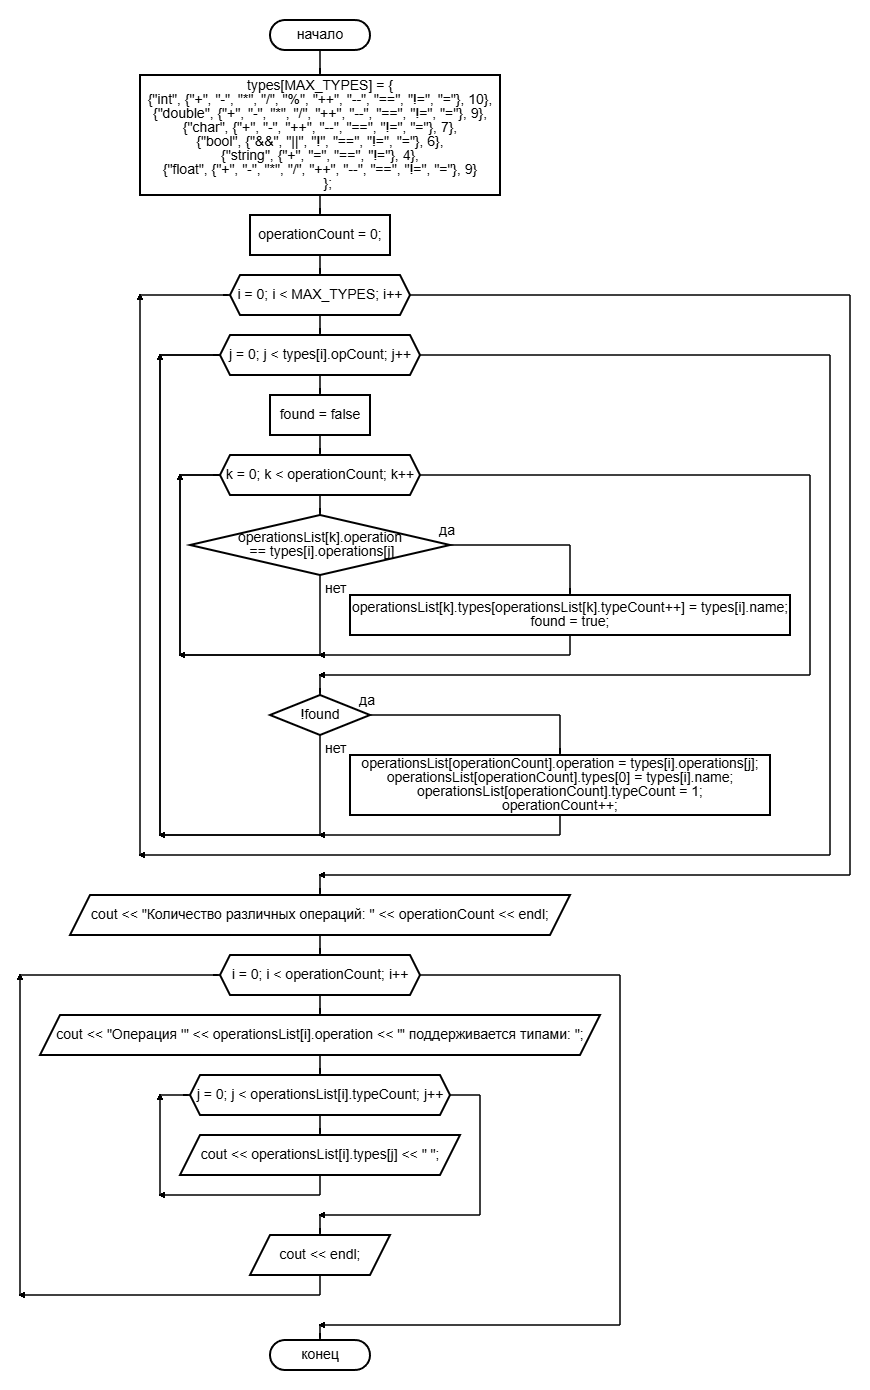 начало
types[MAX_TYPES] = {
{"int", {"+", "-", "*", "/", "%", "++", "--", "==", "!=", "="}, 10},
{"double", {"+", "-", "*", "/", "++", "--", "==", "!=", "="}, 9},
{"char", {"+", "-", "++", "--", "==", "!=", "="}, 7},
{"bool", {"&&", "||", "!", "==", "!=", "="}, 6},
{"string", {"+", "=", "==", "!="}, 4},
{"float", {"+", "-", "*", "/", "++", "--", "==", "!=", "="}, 9}
};
operationCount = 0;
i = 0; i < MAX_TYPES; i++
j = 0; j < types[i].opCount; j++
found = false
k = 0; k < operationCount; k++
operationsList[k].operation
== types[i].operations[j]
да
нет
operationsList[k].types[operationsList[k].typeCount++] = types[i].name;
found = true;
!found
да
нет
operationsList[operationCount].operation = types[i].operations[j];
operationsList[operationCount].types[0] = types[i].name;
operationsList[operationCount].typeCount = 1;
operationCount++;
cout << "Количество различных операций: " << operationCount << endl;
i = 0; i < operationCount; i++
cout << "Операция '" << operationsList[i].operation << "' поддерживается типами: ";
j = 0; j < operationsList[i].typeCount; j++
cout << operationsList[i].types[j] << " ";
cout << endl;
конец